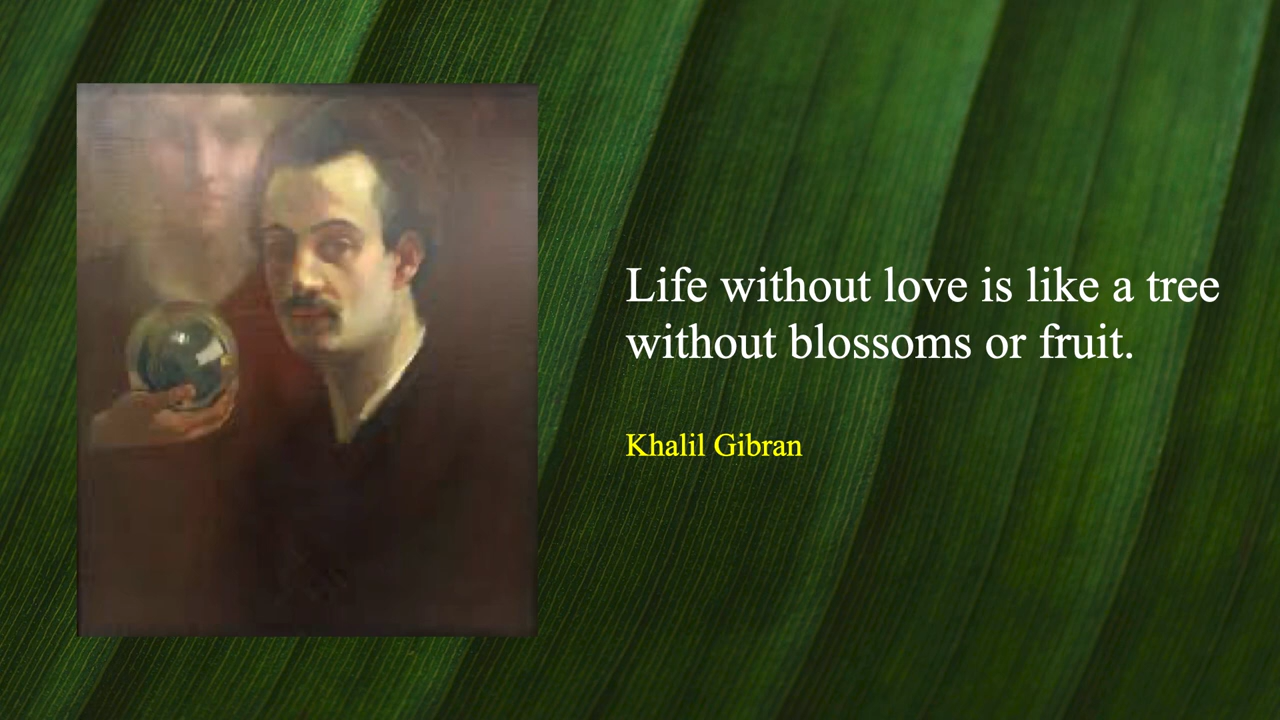 Life without love is like a tree
without blossoms or fruit.
Khalil Gibran